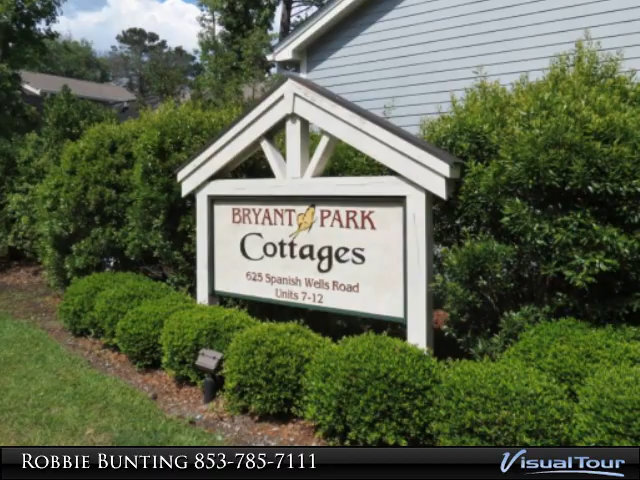 BRYANT PARK
Cottages
625 Spanish Wells Road
Units 7-12
ROBBIE BUNTING 853-785-7111
VISUALTOUR